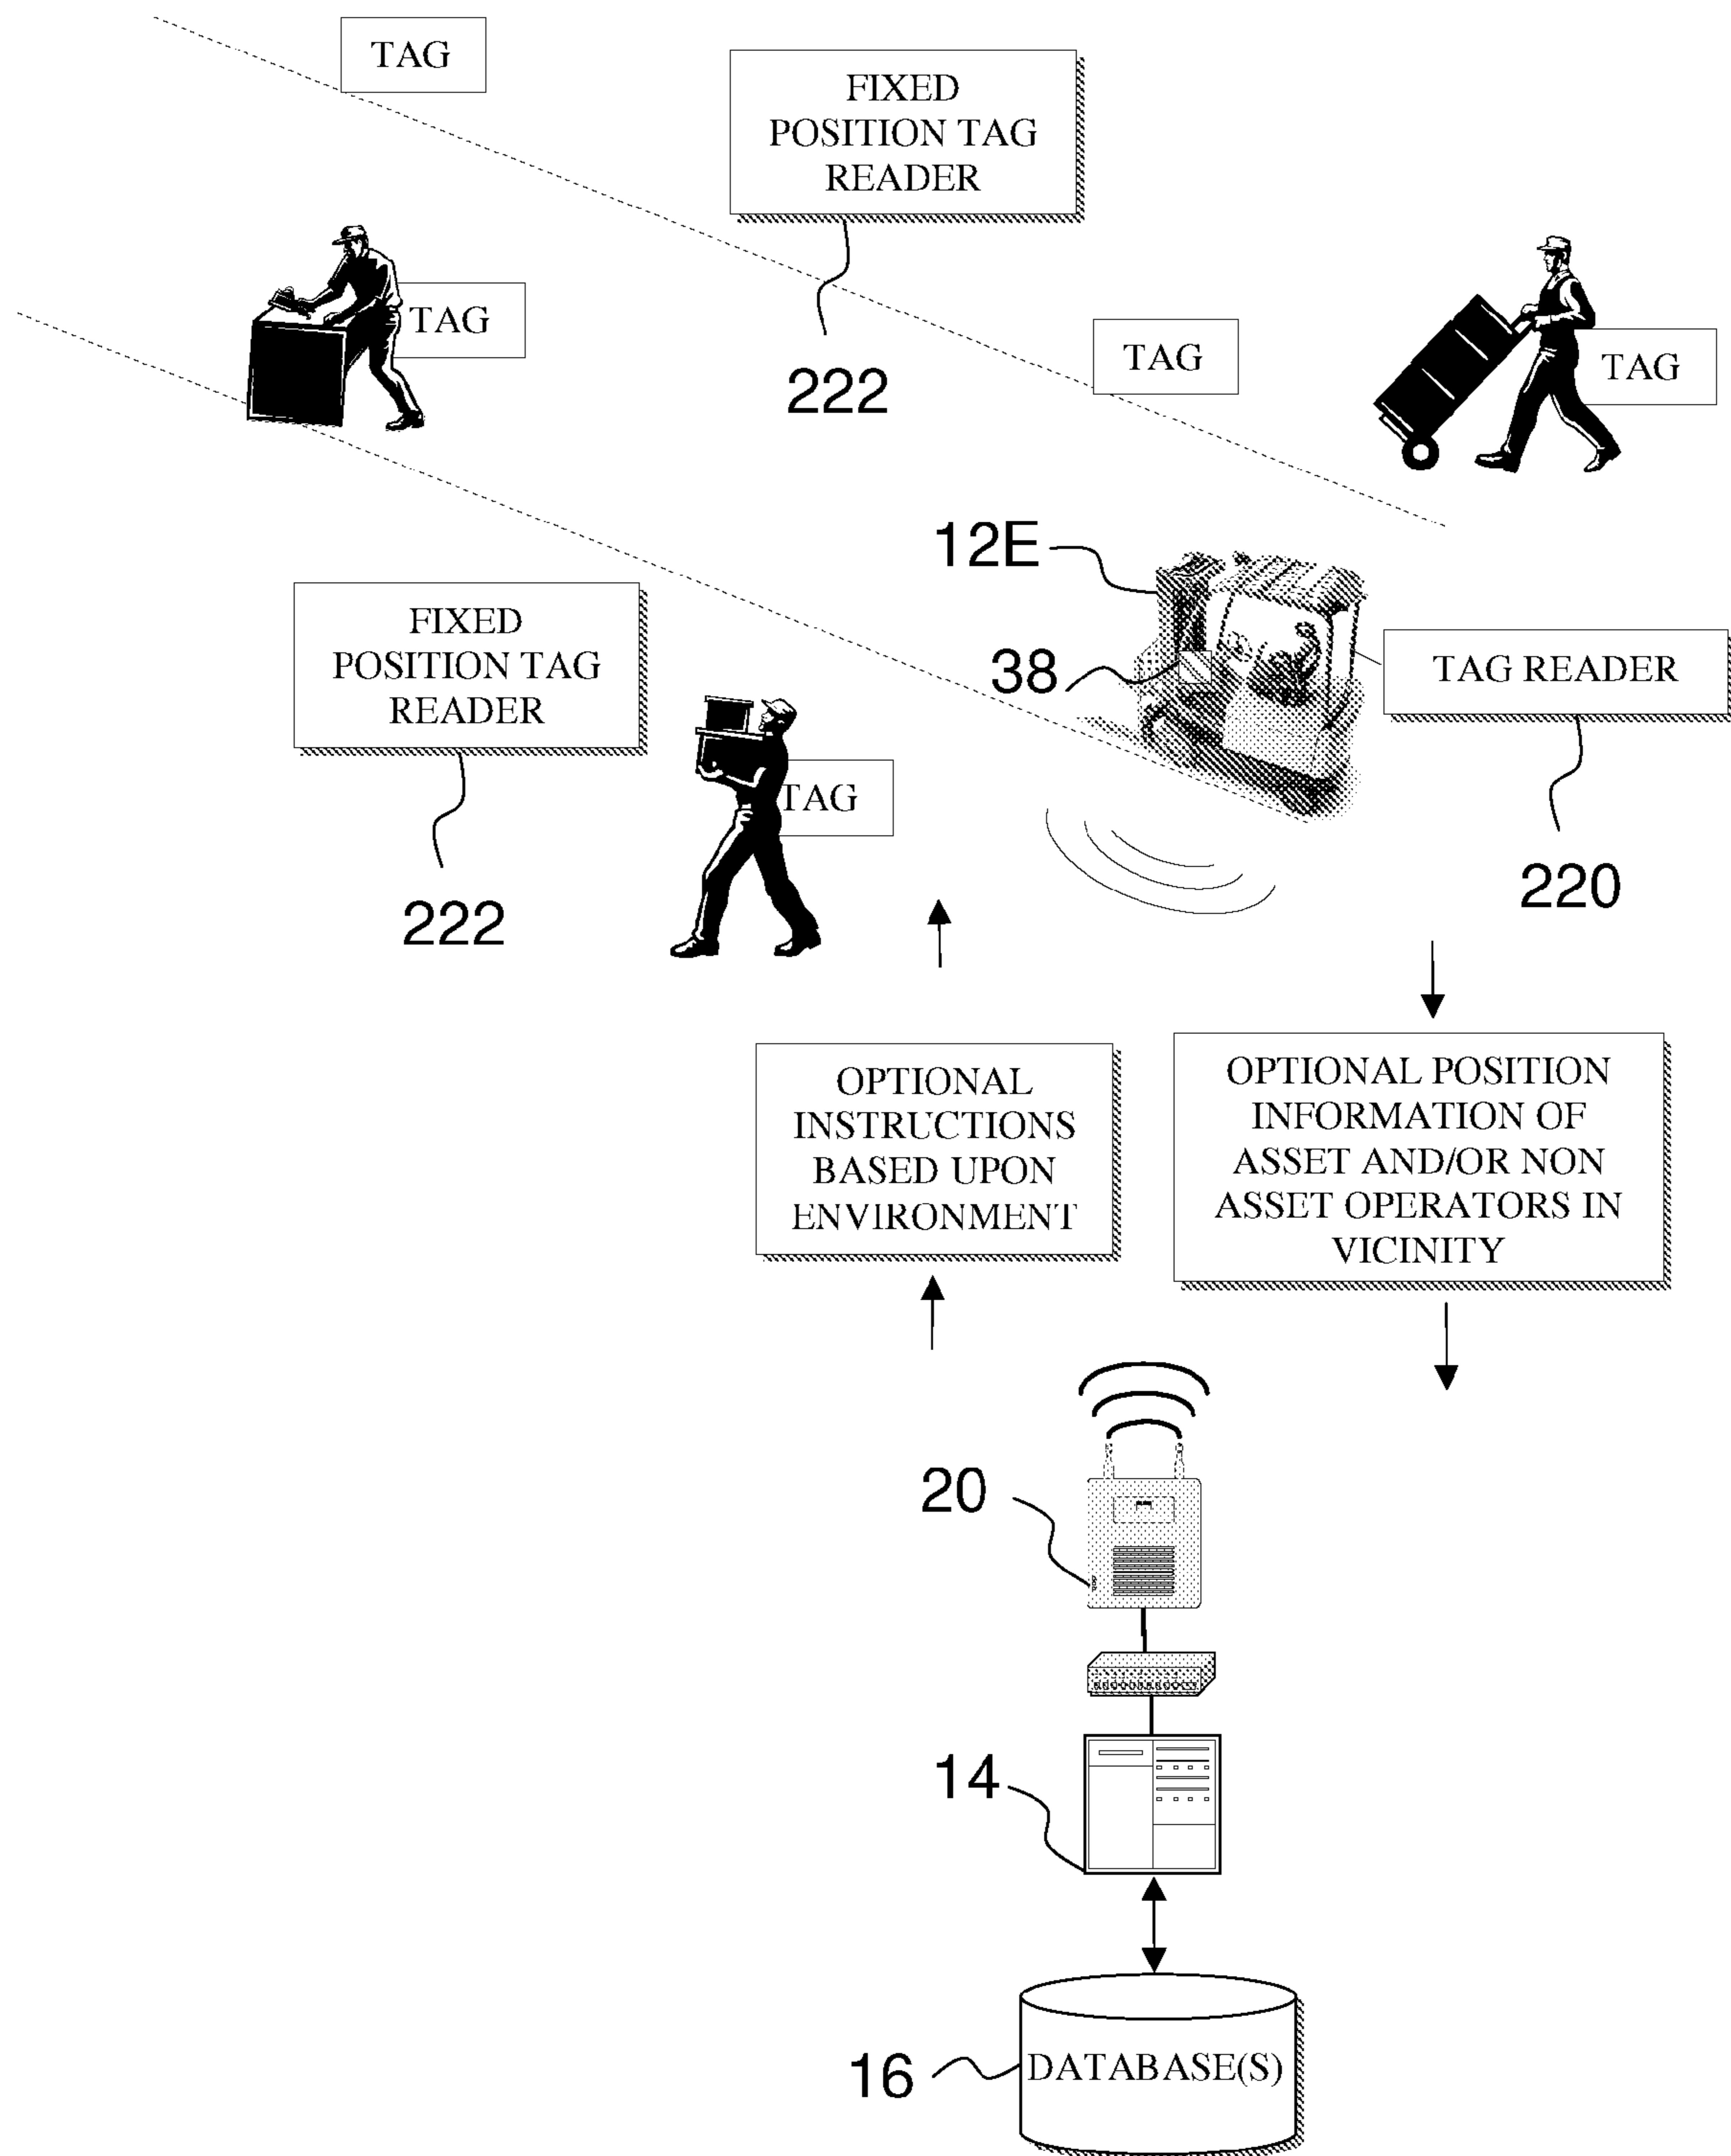 TAG
FIXED
POSITION TAG
READER
TAG
222
TAG
TAG
12E
38
TAG READER
FIXED
POSITION TAG
READER
TAG
222
220
OPTIONAL
INSTRUCTIONS
BASED UPON
ENVIRONMENT
OPTIONAL POSITION
INFORMATION OF
ASSET AND/OR NON
ASSET OPERATORS IN
VICINITY
20
14
16
DATABASE(S)